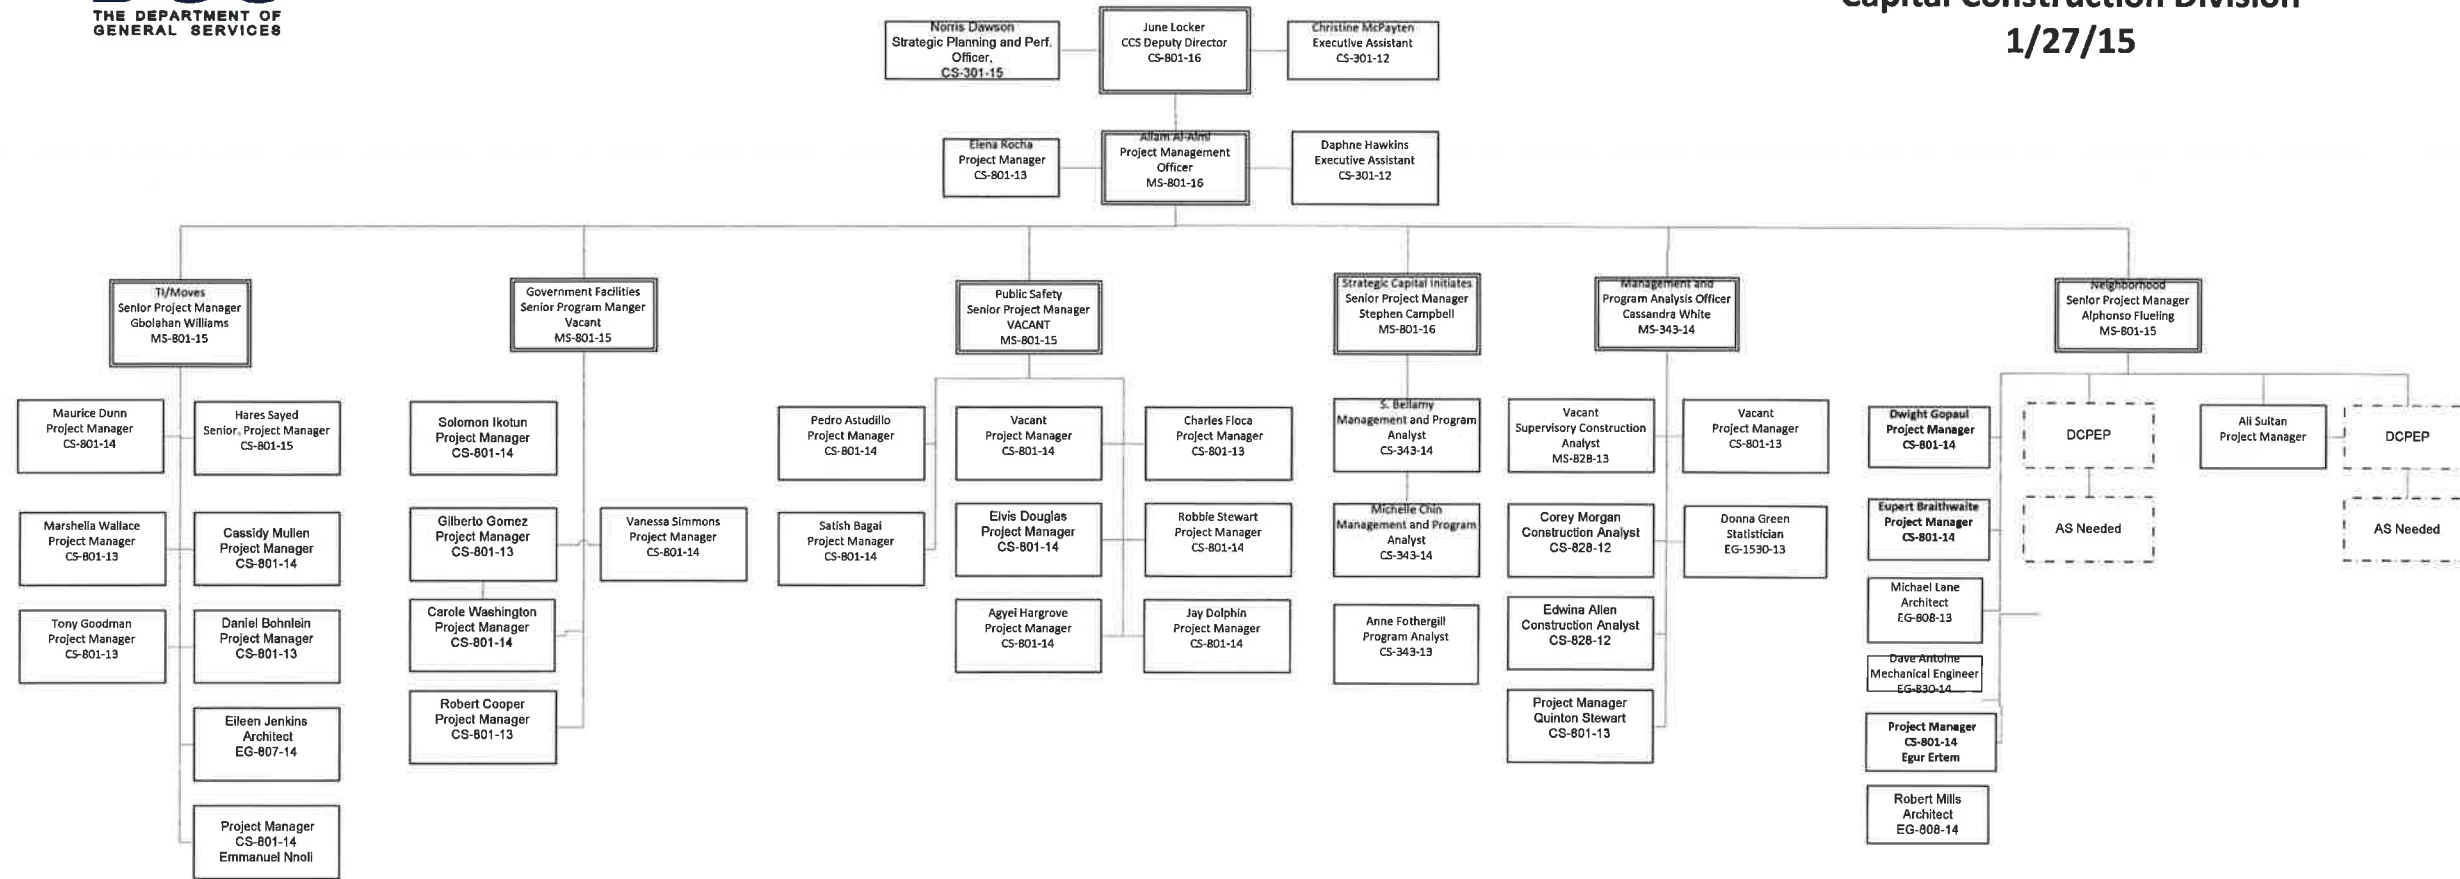 THE DEPARTMENT OF
GENERAL SERVICES
Capital Construction Division
1/27/15
Norris Dawson
Strategic Planning and Perf.
Officer,
CS-301-15
June Locker
CCS Deputy Director
CS-801-16
Christine McPayten
Executive Assistant
CS-301-12
Elena Rocha
Project Manager
CS-801-13
Allam Al-Almi
Project Management
Officer
MS-801-16
Daphne Hawkins
Executive Assistant
CS-301-12
TI/Moves
Senior Project Manager
Gbolahan Williams
MS-801-15
Government Facilities
Senior Program Manger
Vacant
MS-801-15
Public Safety
Senior Project Manager
VACANT
MS-801-15
Strategic Capital Initiates
Senior Project Manager
Stephen Campbell
MS-801-16
Management and
Program Analysis Officer
Cassandra White
MS-343-14
Neighborhood
Senior Project Manager
Alphonso Flueling
MS-801-15
Maurice Dunn
Project Manager
CS-801-14
Hares Sayed
Senior, Project Manager
CS-801-15
Marshella Wallace
Project Manager
CS-801-13
Cassidy Mullen
Project Manager
CS-801-14
Tony Goodman
Project Manager
CS-801-13
Daniel Bohnlein
Project Manager
CS-801-13
Eileen Jenkins
Architect
EG-807-14
Project Manager
CS-801-14
Emmanuel Nnoli
Solomon Ikotun
Project Manager
CS-801-14
Gilberto Gomez
Project Manager
CS-801-13
Vanessa Simmons
Project Manager
CS-801-14
Carole Washington
Project Manager
CS-801-14
Robert Cooper
Project Manager
CS-801-13
Pedro Astudillo
Project Manager
CS-801-14
Vacant
Project Manager
CS-801-14
Charles Floca
Project Manager
CS-801-13
Satish Bagai
Project Manager
CS-801-14
Elvis Douglas
Project Manager
CS-801-14
Robbie Stewart
Project Manager
CS-801-14
Agyei Hargrove
Project Manager
CS-801-14
Jay Dolphin
Project Manager
CS-801-14
S. Bellamy
Management and Program
Analyst
CS-343-14
Michelle Chin
Management and Program
Analyst
CS-343-14
Anne Fothergill
Program Analyst
CS-343-13
Vacant
Supervisory Construction
Analyst
MS-828-13
Vacant
Project Manager
CS-801-13
Corey Morgan
Construction Analyst
CS-828-12
Donna Green
Statistician
EG-1530-13
Edwina Allen
Construction Analyst
CS-828-12
Project Manager
Quinton Stewart
CS-801-13
Dwight Gopaul
Project Manager
CS-801-14
DCPEP
Ali Sultan
Project Manager
DCPEP
Eupert Braithwaite
Project Manager
CS-801-14
AS Needed
AS Needed
Michael Lane
Architect
EG-808-13
Dave Antoine
Mechanical Engineer
EG-830-14
Project Manager
CS-801-14
Egur Ertem
Robert Mills
Architect
EG-808-14